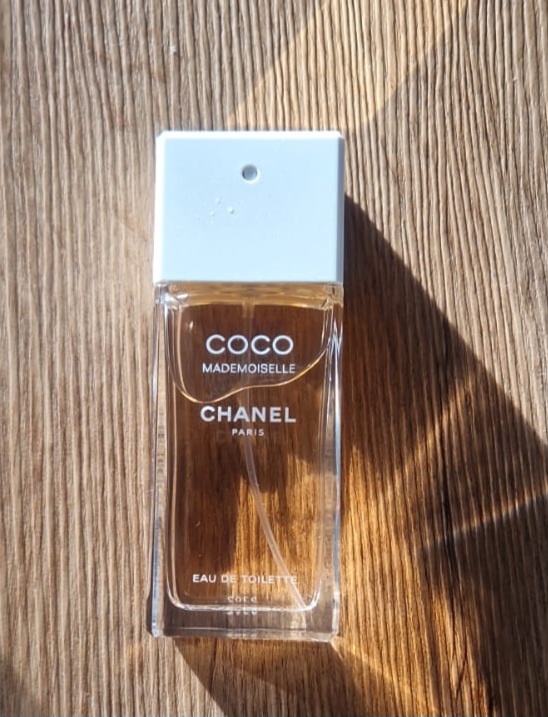 COCO
MADEMOISELLE
CHANEL
PARIS
EAU DE TOILETTE